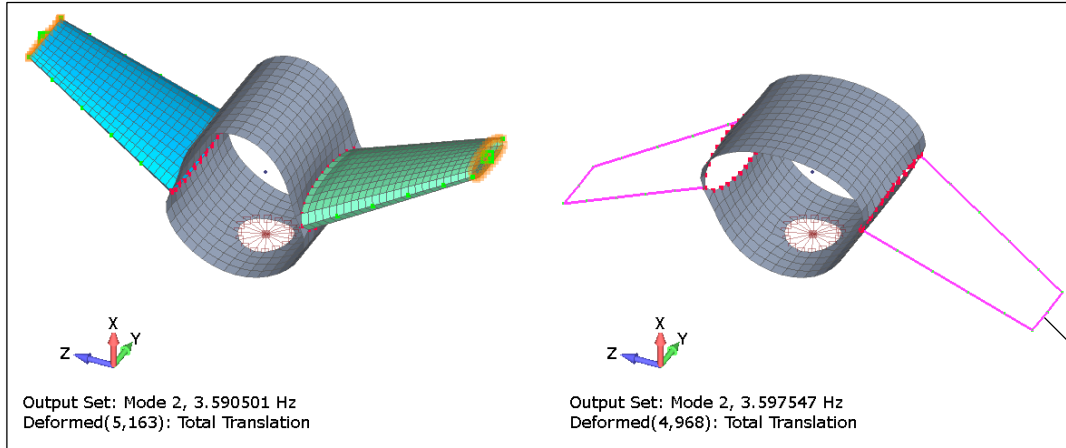 X
Y
Z
Output Set: Mode 2, 3.590501 Hz
Deformed(5,163): Total Translation
X
Y
Z
Output Set: Mode 2, 3.597547 Hz
Deformed(4,968): Total Translation